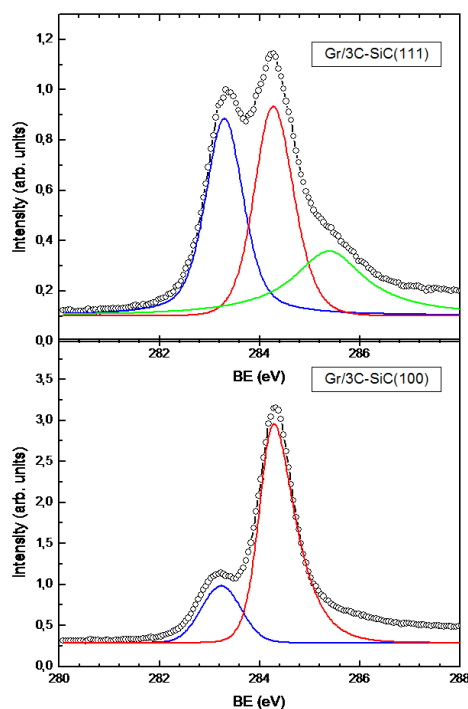 1,2
Gr/3C-SiC(111)
1,0
0,8
0,6
0,4
0,2
0,0
Intensity (arb. units)
282 284 286
BE (eV)
3,5
Gr/3C-SiC(100)
3,0
2,5
2,0
1,5
1,0
0,5
0,0
Intensity (arb. units)
280 282 284 286 288
BE (eV)